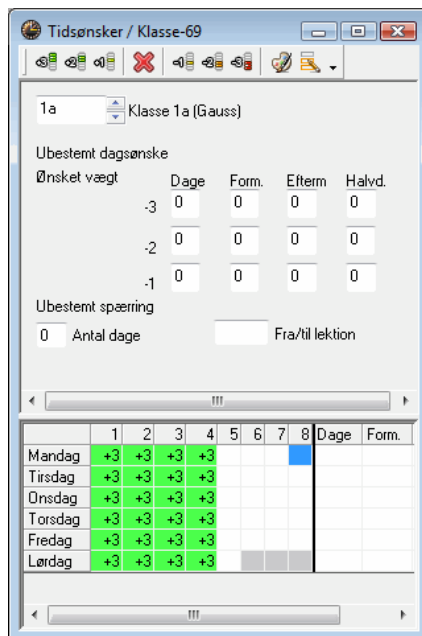 Tidsønsker / Klasse-69
1a Klasse 1a (Gauss)
Ubestemt dagsønske
Ønsket vægt Dage Form. Efterm Halvd.
-3 0 0 0 0
-2 0 0 0 0
-1 0 0 0 0
Ubestemt spærring
0 Antal dage Fra/til lektion
1 2 3 4 5 6 7 8 Dage Form.
Mandag +3 +3 +3 +3
Tirsdag +3 +3 +3 +3
Onsdag +3 +3 +3 +3
Torsdag +3 +3 +3 +3
Fredag +3 +3 +3 +3
Lørdag +3 +3 +3 +3